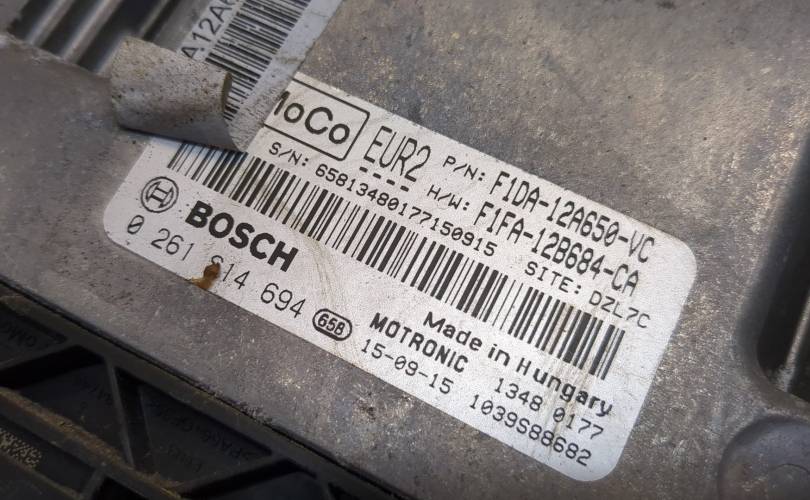 MoCo
EUR2
P/N: F1DA-12A650-VC
H/W: F1FA-12B684-CA
S/N: 65813480177150915
SITE: DZL7C
BOSCH
0 261 S14 694
658
Made in Hungary
MOTRONIC 1348 0177
15-09-15 1039S88682